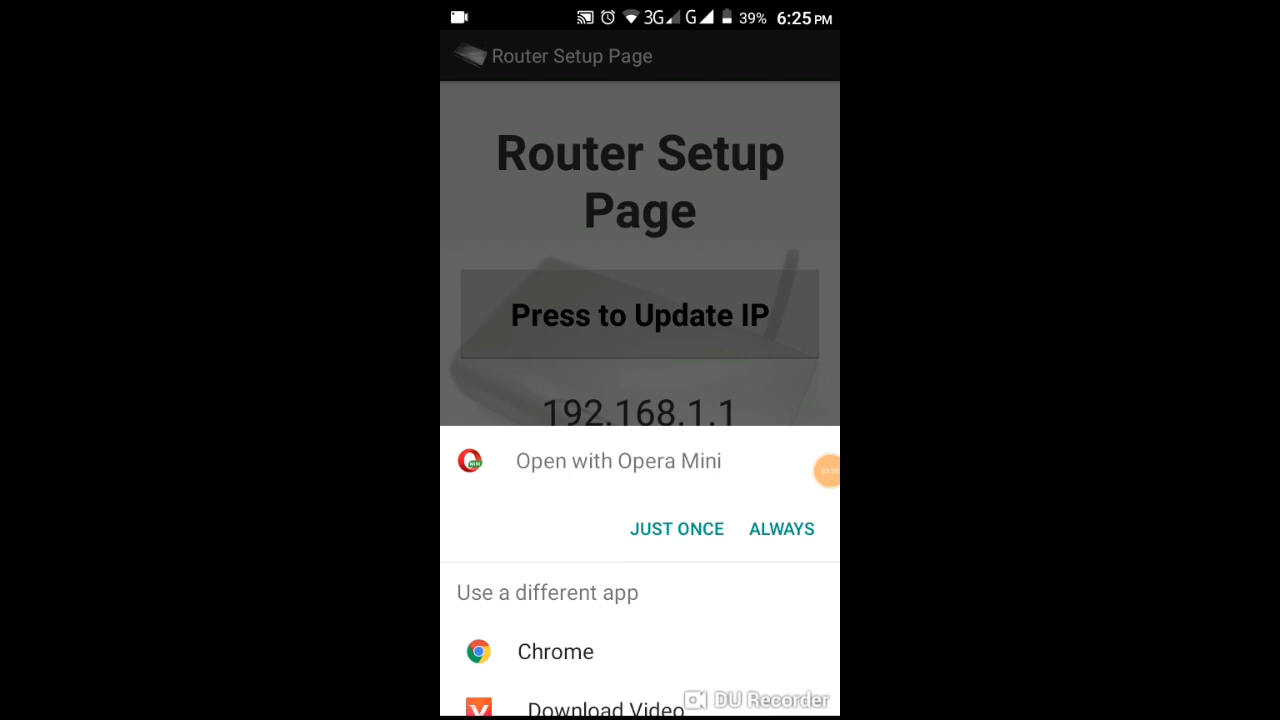 3G G 39% 6:25 PM
Router Setup Page
Router Setup
Page
Press to Update IP
192.168.1.1
Open with Opera Mini
JUST ONCE ALWAYS
Use a different app
Chrome
Download Video
DU Recorder